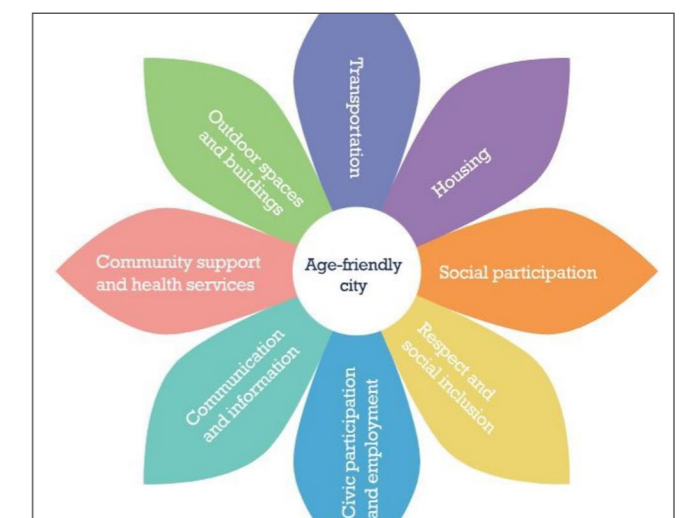 Transportation
Housing
Social participation
Respect and
social inclusion
Civic participation
and employment
Communication
and information
Community support
and health services
Outdoor spaces
and buildings
Age-friendly
city